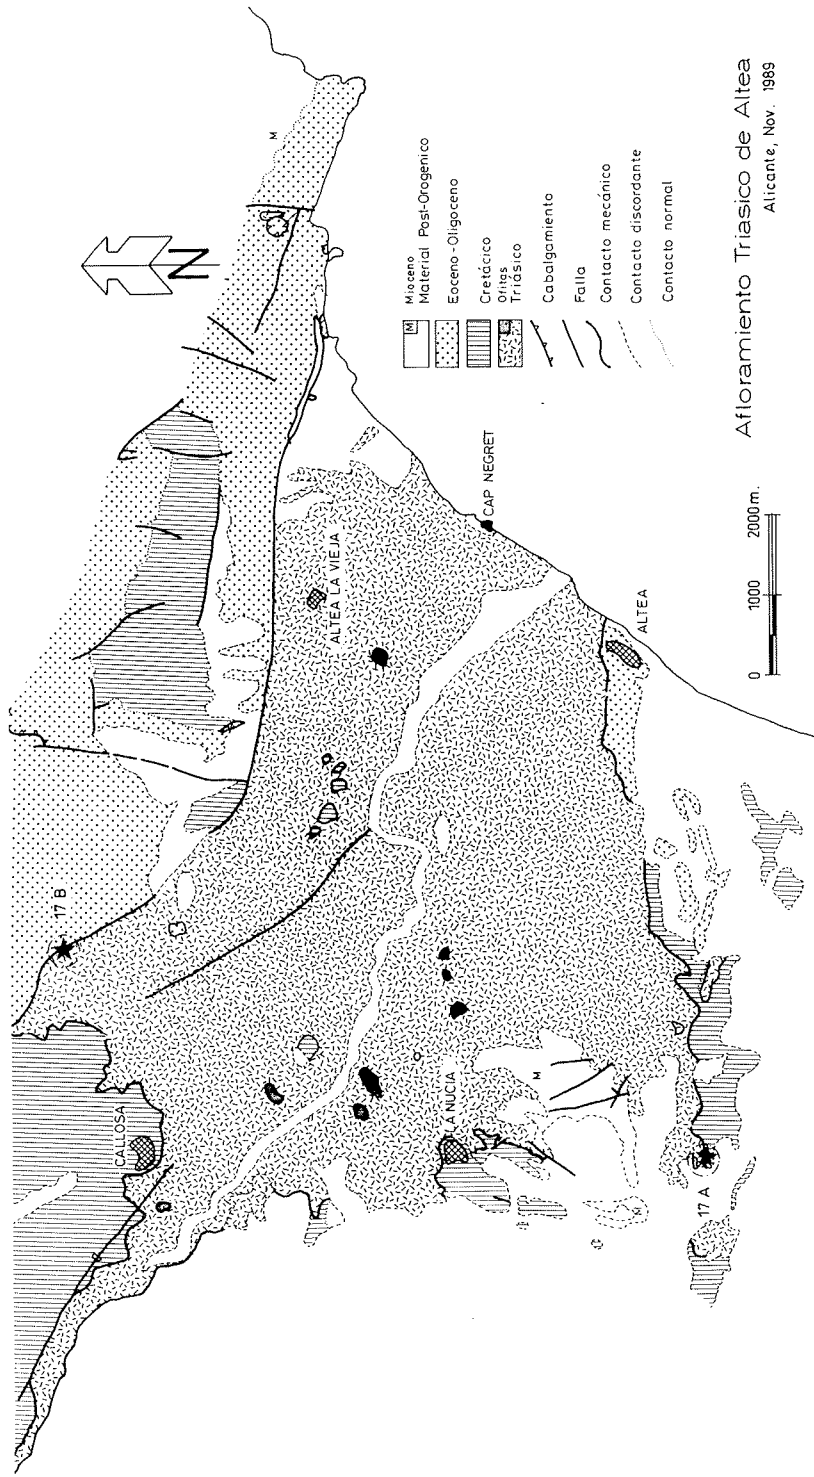 M
N
17 B
CALLOSA
ALTEA LA VIEJA
CAP NEGRET
ALTEA
LA NUCIA
M
M
17 A
M Mioceno
Material Post-Orogenico
Eoceno-Oligoceno
Cretácico
Ofitas
Triásico
Cabalgamiento
Falla
Contacto mecánico
Contacto discordante
Contacto normal
0 1000 2000 m.
Afloramiento Triasico de Altea
Alicante, Nov. 1989